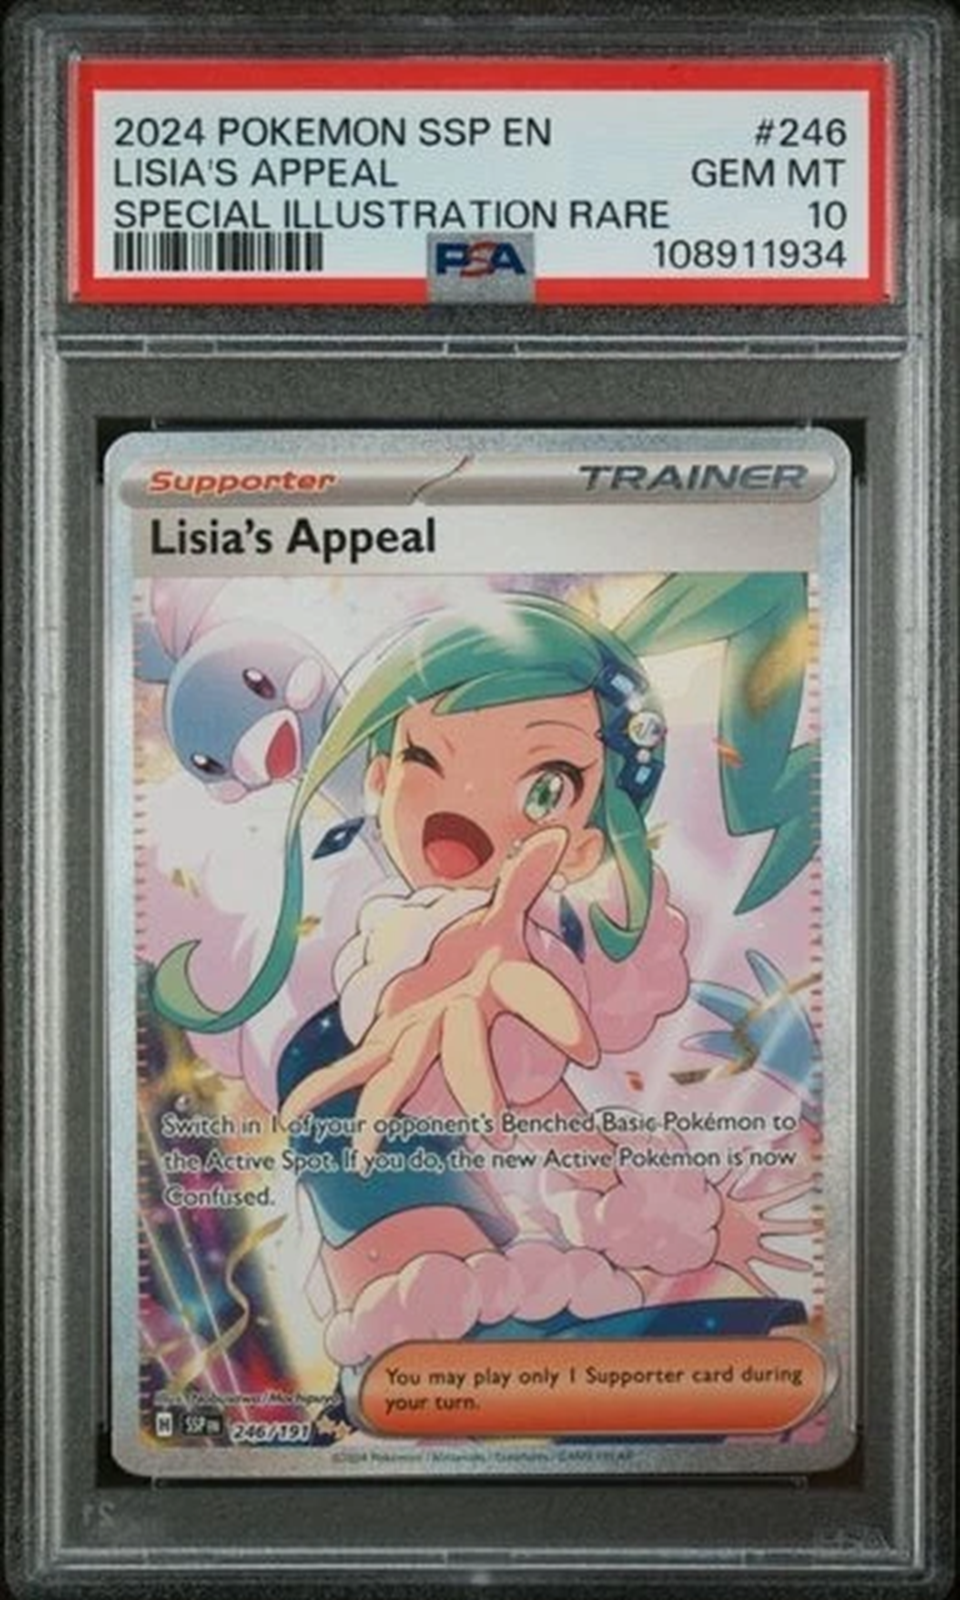 2024 POKEMON SSP EN #246
LISIA'S APPEAL GEM MT
SPECIAL ILLUSTRATION RARE 10
PSA 108911934
Supporter TRAINER
Lisia's Appeal
Switch in 1 of your opponent's Benched Basic Pokémon to
the Active Spot. If you do, the new Active Pokémon is now
Confused.
You may play only 1 Supporter card during
your turn.
H SSP EN 246/191